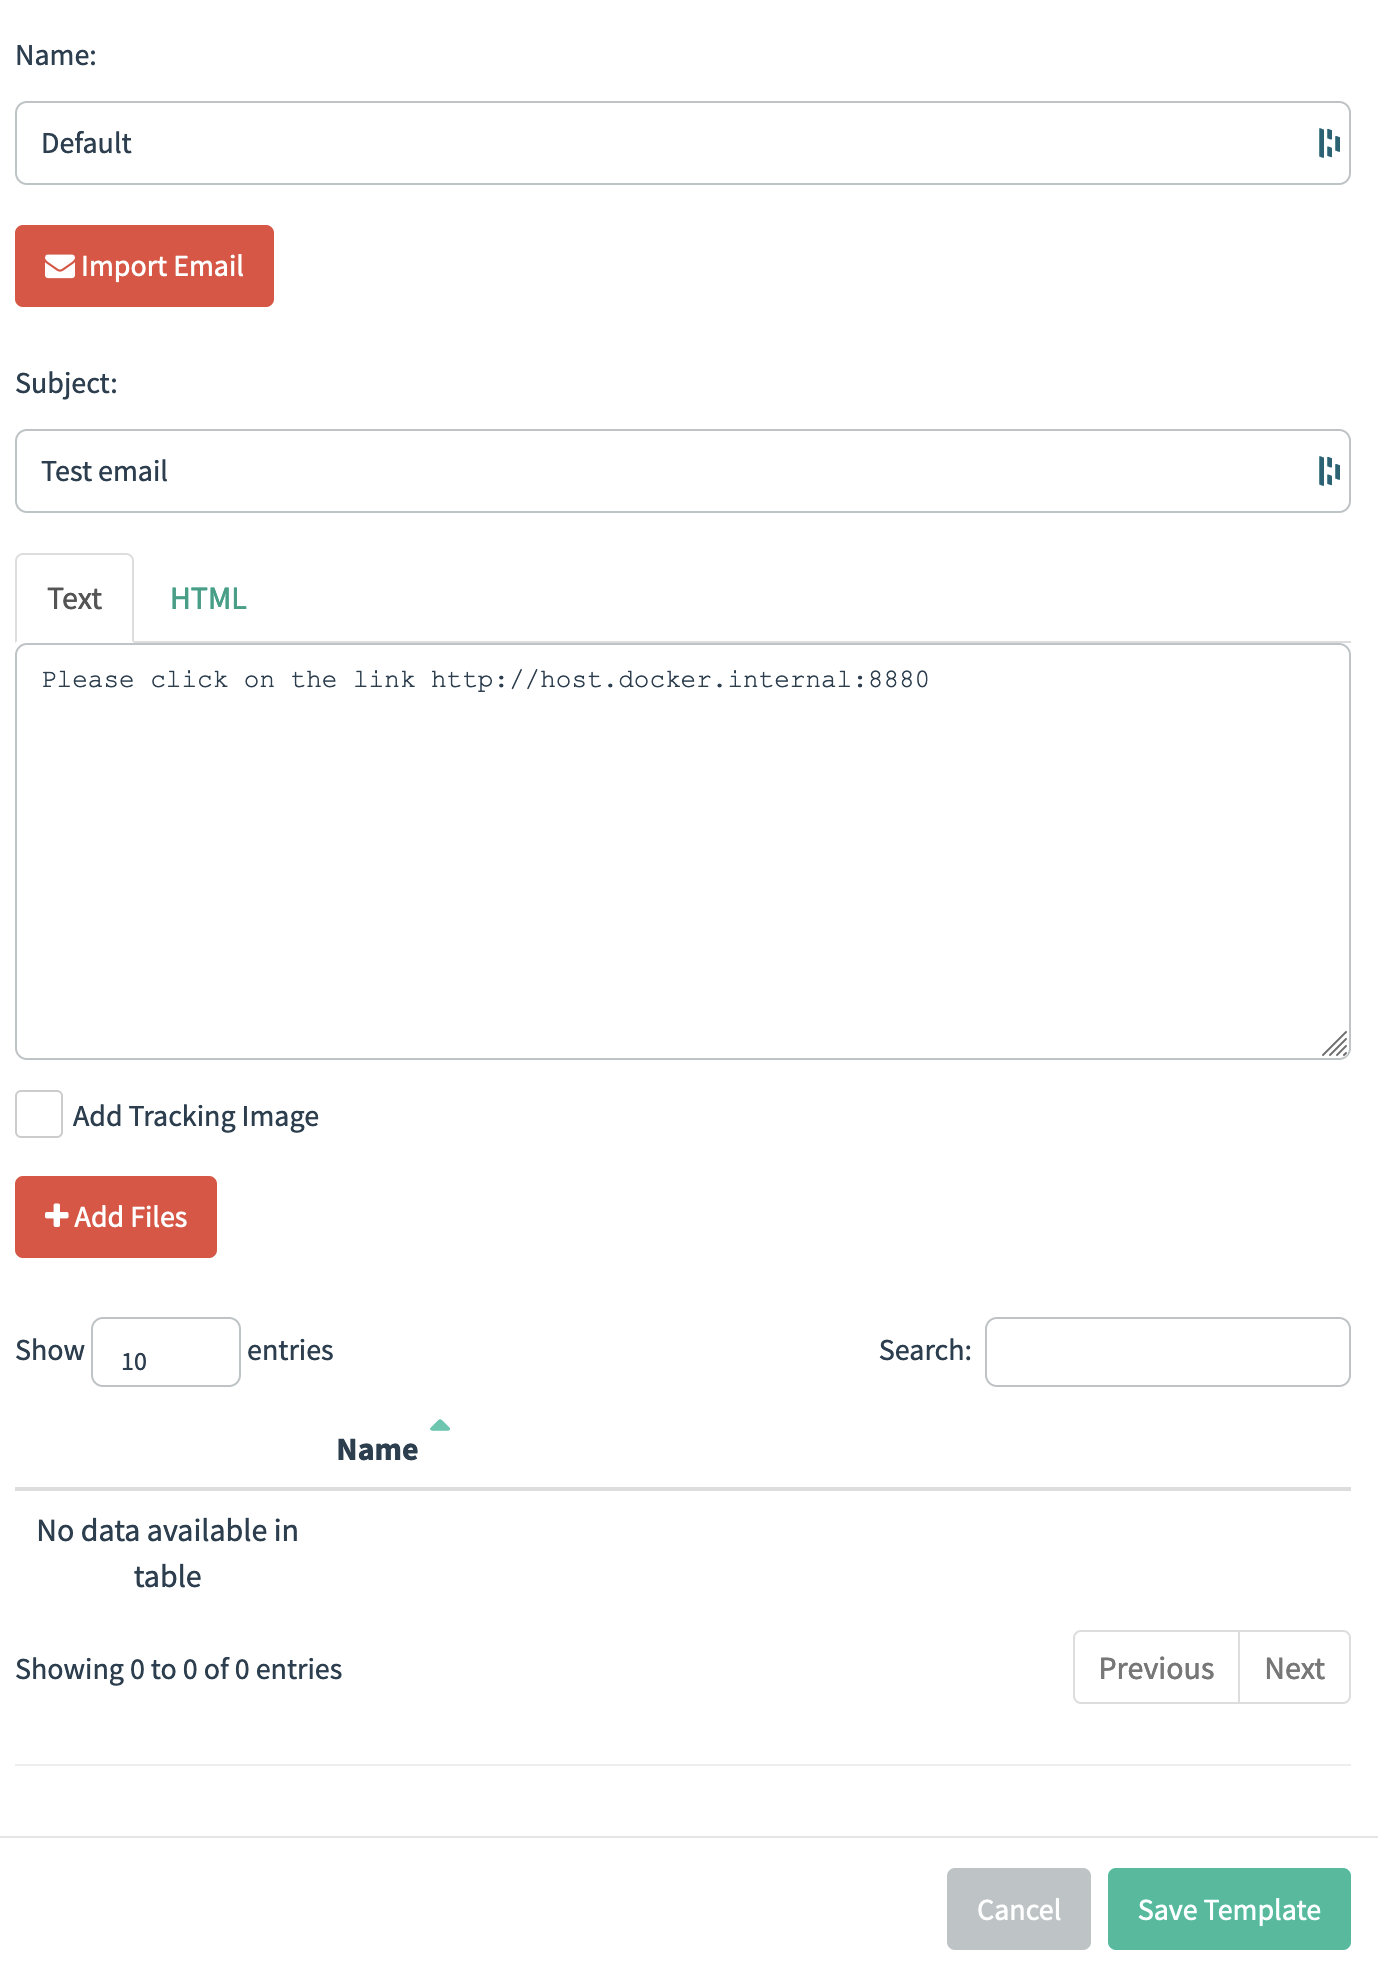 Name:
Default
Import Email
Subject:
Test email
Text HTML
Please click on the link http://host.docker.internal:8880
Add Tracking Image
Add Files
Show 10 entries Search:
Name
No data available in
table
Showing 0 to 0 of 0 entries Previous Next
Cancel Save Template